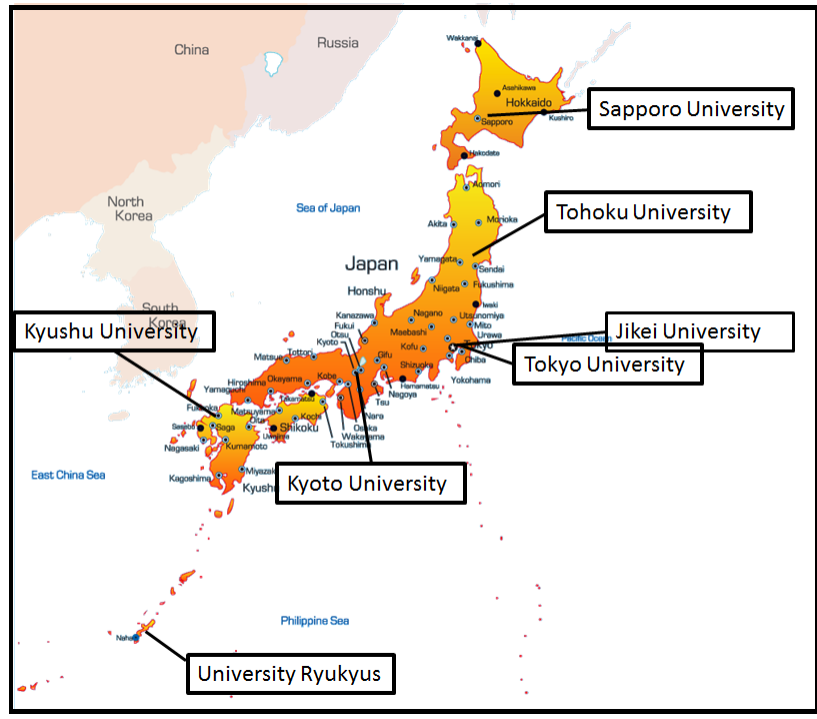 China
Russia
Wakkanai
Asahikawa
Hokkaido
Sapporo University
Sapporo
Kushiro
Hakodate
North
Korea
Aomori
Sea of Japan
Tohoku University
Akita
Morioka
Japan
Yamagata
Sendai
Honshu
Niigata
Fukushima
South
Korea
Iwaki
Kanazawa
Nagano
Utsunomiya
Kyushu University
Fukui
Maebashi
Mito
Otsu
Urawa
Jikei University
Kyoto
Kofu
Tokyo
Pacific Ocean
Matsue
Tottori
Gifu
Chiba
Tokyo University
Hiroshima
Okayama
Kobe
Shizuoka
Yokohama
Yamaguchi
Takamatsu
Nagoya
Hamamatsu
Fukuoka
Matsuyama
Tsu
Sasebo
Saga
Oita
Kochi
Nara
Uwajima
Shikoku
Osaka
Nagasaki
Kumamoto
Tokushima
Wakayama
East China Sea
Kagoshima
Miyazaki
Kyushu
Kyoto University
Philippine Sea
Naha
University Ryukyus